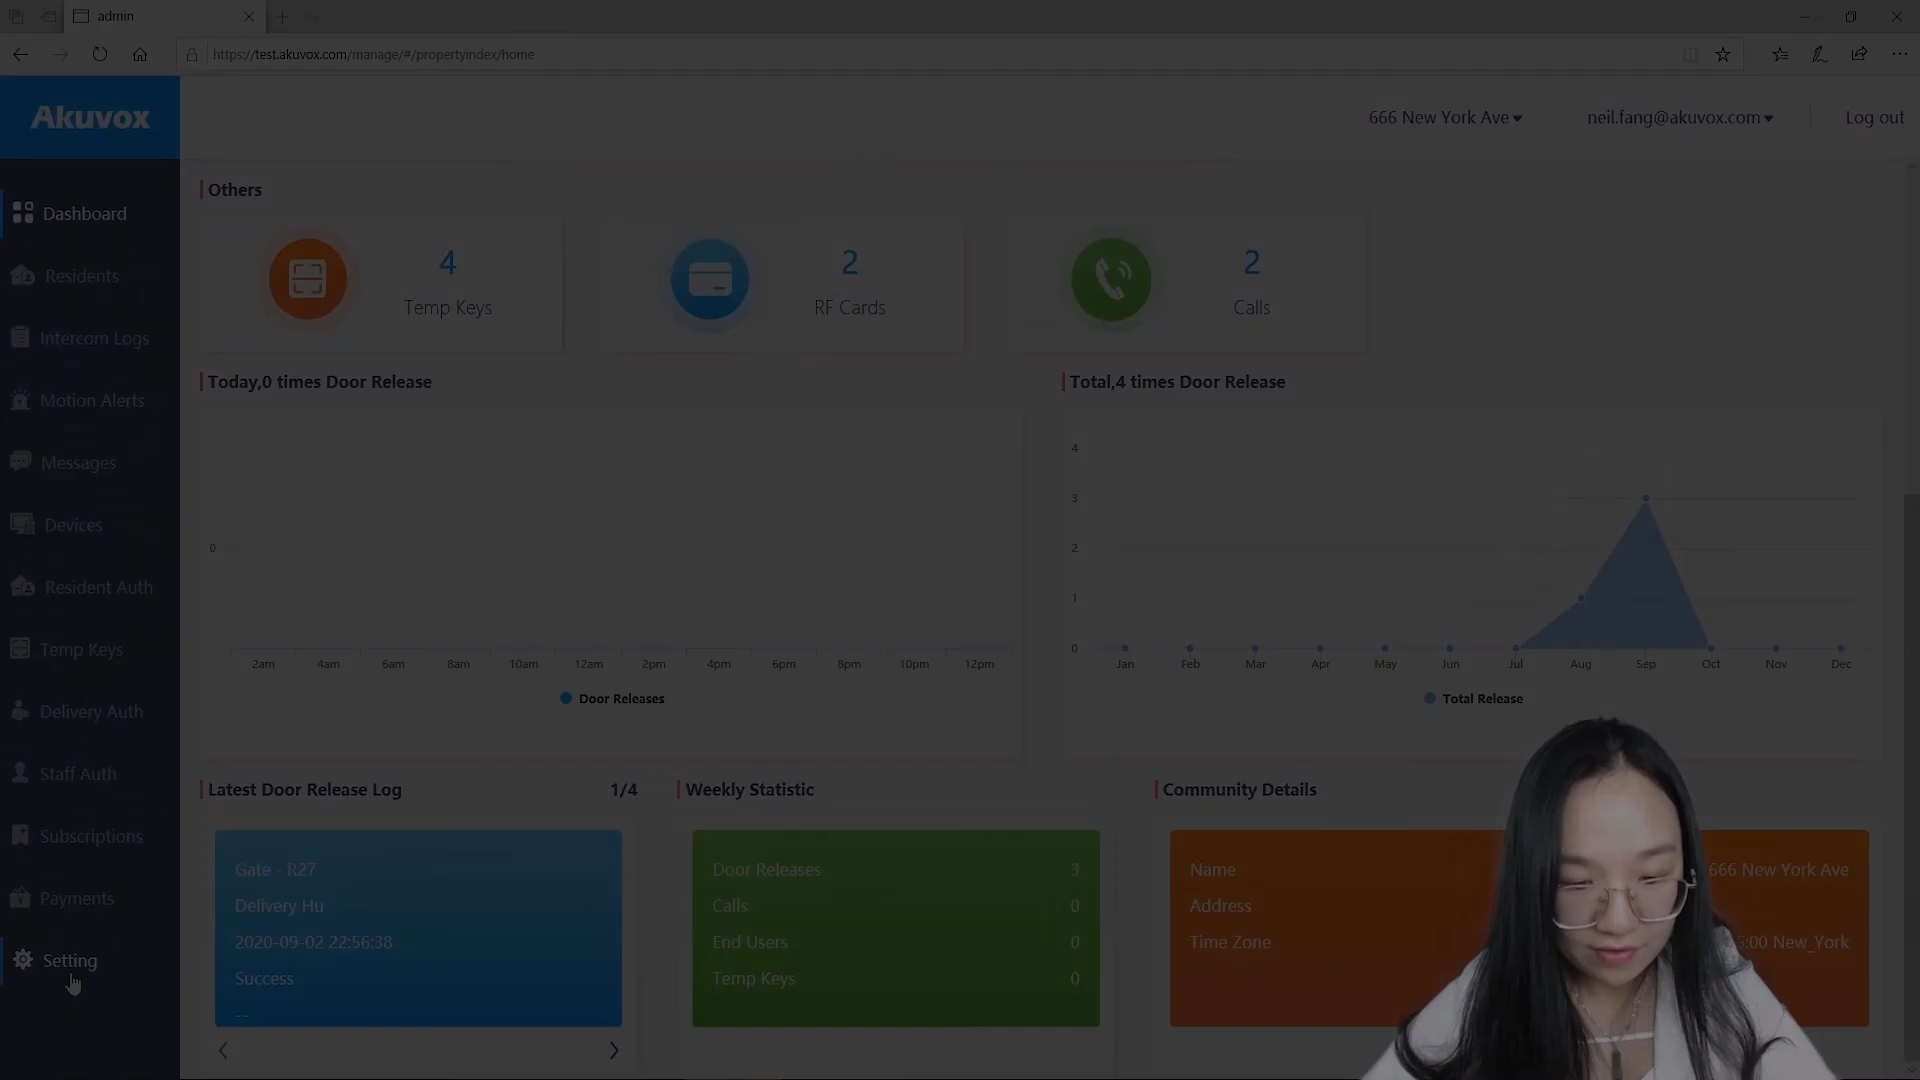 admin
https://test.akuvox.com/manage/#/propertyindex/home
Akuvox
666 New York Ave
neil.fang@akuvox.com
Log out
Dashboard
Residents
Intercom Logs
Motion Alerts
Messages
Devices
Resident Auth
Temp Keys
Delivery Auth
Staff Auth
Subscriptions
Payments
Setting
Others
4
Temp Keys
2
RF Cards
2
Calls
Today,0 times Door Release
0
2am 4am 6am 8am 10am 12am 2pm 4pm 6pm 8pm 10pm 12pm
Door Releases
Total,4 times Door Release
4
3
2
1
0
Jan Feb Mar Apr May Jun Jul Aug Sep Oct Nov Dec
Total Release
Latest Door Release Log 1/4
Gate - R27
Delivery Hu
2020-09-02 22:56:38
Success
--
Weekly Statistic
Door Releases 3
Calls 0
End Users 0
Temp Keys 0
Community Details
Name 666 New York Ave
Address
Time Zone 5:00 New_York